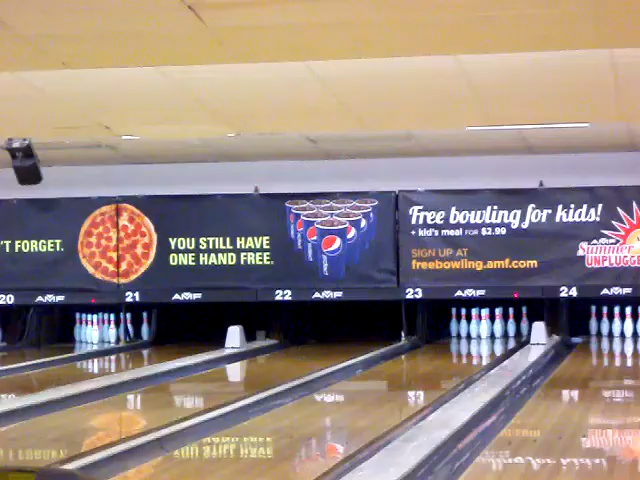 'T FORGET.
YOU STILL HAVE
ONE HAND FREE.
Free bowling for kids!
+ kid's meal FOR $2.99
SIGN UP AT
freebowling.amf.com
AMF
Summer
UNPLUGGE
20 AMF 21 AMF 22 AMF 23 AMF 24 AMF